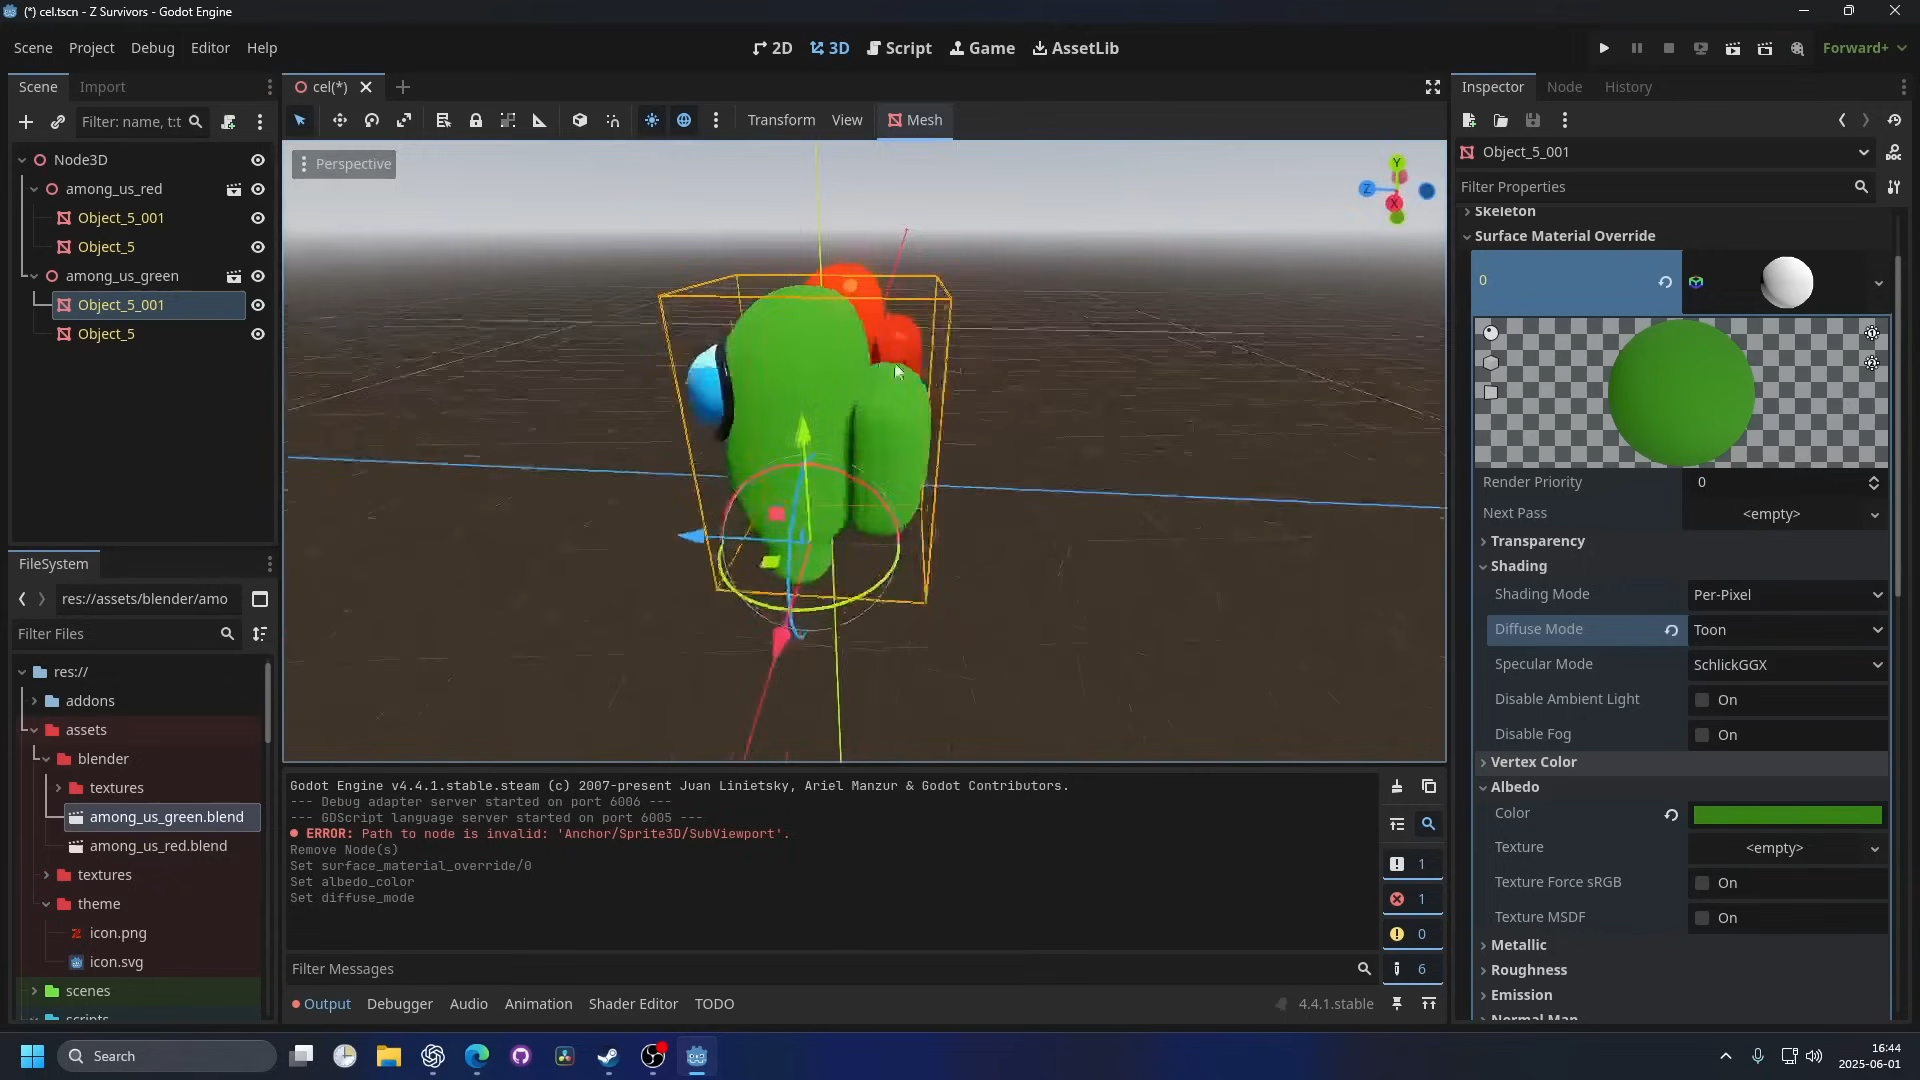 (*) cel.tscn - Z Survivors - Godot Engine
Scene Project Debug Editor Help
2D 3D Script Game AssetLib
Forward+
Scene Import
cel(*)
Inspector Node History
Filter: name, t:t
Transform View Mesh
Node3D
among_us_red
Object_5_001
Object_5
among_us_green
Object_5_001
Object_5
Perspective
Y
Z
X
FileSystem
res://assets/blender/amo
Filter Files
res://
addons
assets
blender
textures
among_us_green.blend
among_us_red.blend
textures
theme
icon.png
icon.svg
scenes
scripts
Godot Engine v4.4.1.stable.steam (c) 2007-present Juan Linietsky, Ariel Manzur & Godot Contributors.
--- Debug adapter server started on port 6006 ---
--- GDScript language server started on port 6005 ---
ERROR: Path to node is invalid: 'Anchor/Sprite3D/SubViewport'.
Remove Node(s)
Set surface_material_override/0
Set albedo_color
Set diffuse_mode
1
1
0
6
Filter Messages
Output Debugger Audio Animation Shader Editor TODO
4.4.1.stable
Object_5_001
Filter Properties
Skeleton
Surface Material Override
0
Render Priority 0
Next Pass <empty>
Transparency
Shading
Shading Mode Per-Pixel
Diffuse Mode Toon
Specular Mode SchlickGGX
Disable Ambient Light On
Disable Fog On
Vertex Color
Albedo
Color
Texture <empty>
Texture Force sRGB On
Texture MSDF On
Metallic
Roughness
Emission
Normal Map
Search
16:44
2025-06-01